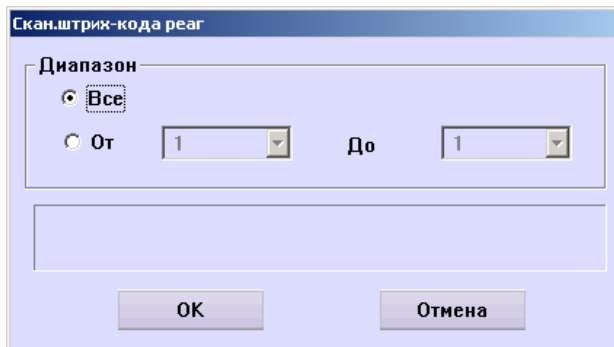 Скан.штрих-кода реаг
Диапазон
Все
От 1 До 1
OK Отмена